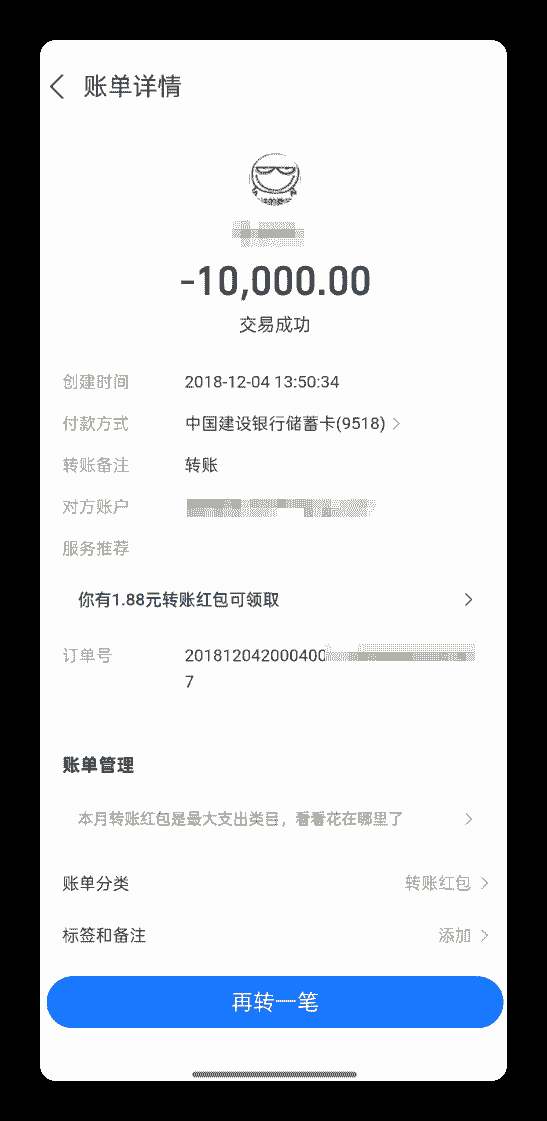 账单详情
-10,000.00
交易成功
创建时间 2018-12-04 13:50:34
付款方式 中国建设银行储蓄卡(9518)
转账备注 转账
对方账户
服务推荐
你有1.88元转账红包可领取
订单号 201812042000400
7
账单管理
本月转账红包是最大支出类目，看看花在哪里了
账单分类 转账红包
标签和备注 添加
再转一笔